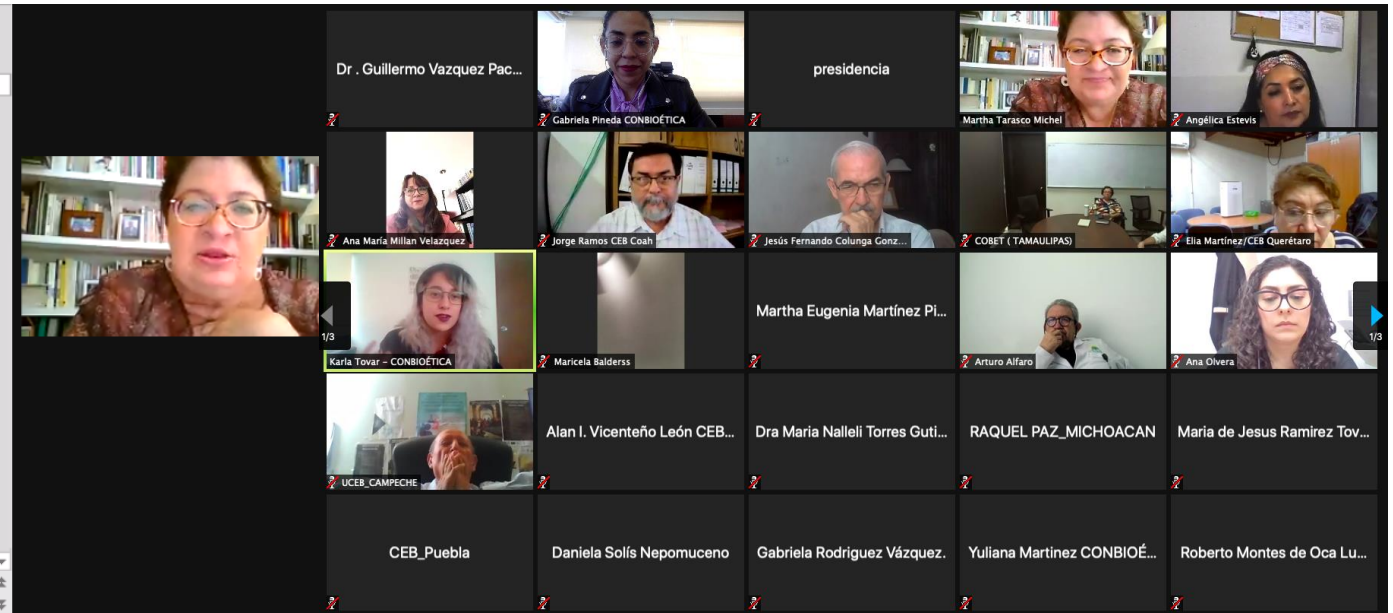 Dr . Guillermo Vazquez Pac...
Gabriela Pineda CONBIOÉTICA
presidencia
Martha Tarasco Michel
Angélica Estevis
Ana María Millan Velazquez
Jorge Ramos CEB Coah
Jesús Fernando Colunga Gonz...
COBET ( TAMAULIPAS)
Elia Martínez/CEB Querétaro
1/3
Karla Tovar - CONBIOÉTICA
Maricela Balderss
Martha Eugenia Martínez Pi...
Arturo Alfaro
Ana Olvera
1/3
UCEB_CAMPECHE
Alan I. Vicenteño León CEB...
Dra Maria Nalleli Torres Guti...
RAQUEL PAZ_MICHOACAN
Maria de Jesus Ramirez Tov...
CEB_Puebla
Daniela Solís Nepomuceno
Gabriela Rodriguez Vázquez.
Yuliana Martinez CONBIOÉ...
Roberto Montes de Oca Lu...